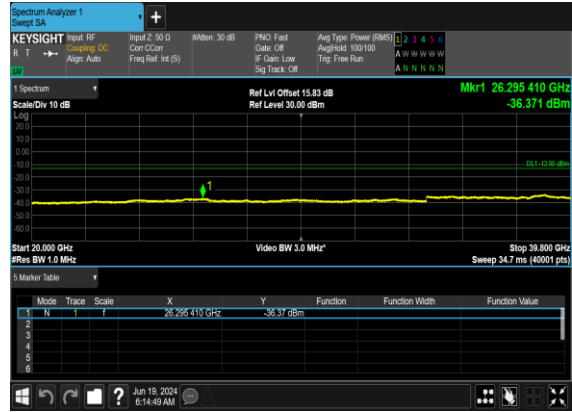 Spectrum Analyzer 1
Swept SA
+
KEYSIGHT Input: RF Input Z: 50 Ω #Atten: 30 dB PNO: Fast Avg Type: Power (RMS) 1 2 3 4 5 6
R T Coupling: DC Corr CCorr Gate: Off Avg|Hold: 100/100 A W W W W W
Align: Auto Freq Ref: Int (S) IF Gain: Low Trig: Free Run
LW Sig Track: Off A N N N N N
1 Spectrum Ref Lvl Offset 15.83 dB Mkr1 26.295 410 GHz
Scale/Div 10 dB Ref Level 30.00 dBm -36.371 dBm
Log
20.0
10.0
0.00
-10.0 DL1 -13.00 dBm
-20.0
-30.0 1
-40.0
-50.0
-60.0
Start 20.000 GHz Video BW 3.0 MHz* Stop 39.800 GHz
#Res BW 1.0 MHz Sweep 34.7 ms (40001 pts)
5 Marker Table
Mode Trace Scale X Y Function Function Width Function Value
1 N 1 f 26.295 410 GHz -36.37 dBm
2
3
4
5
6
? Jun 19, 2024
6:14:49 AM